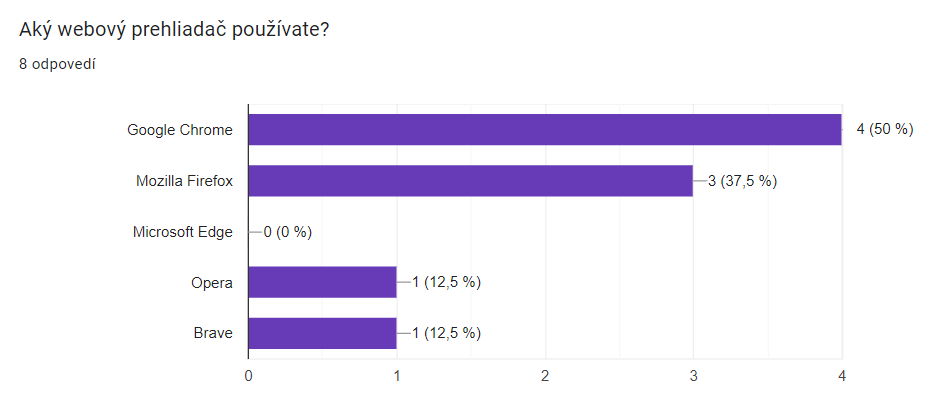 Aký webový prehliadač používate?
8 odpovedí
Google Chrome 4 (50 %)
Mozilla Firefox 3 (37,5 %)
Microsoft Edge 0 (0 %)
Opera 1 (12,5 %)
Brave 1 (12,5 %)
0 1 2 3 4